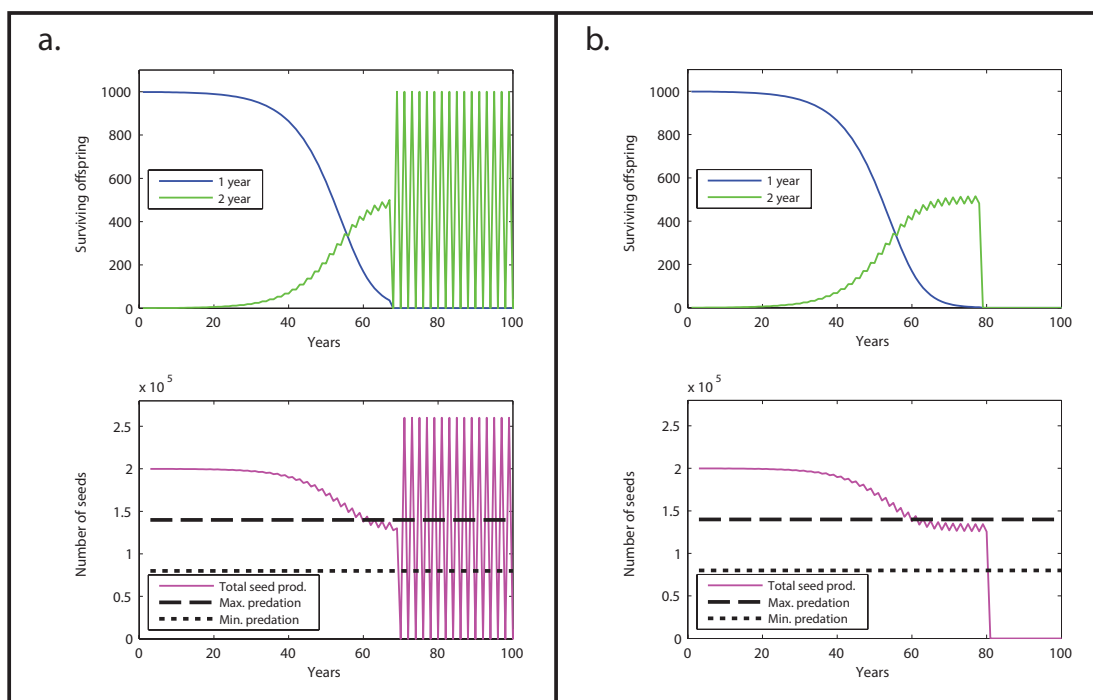 a.
Surviving offspring
1000
800
600
400
200
0
1 year
2 year
0 20 40 60 80 100
Years
x 10 5
Number of seeds
2.5
2
1.5
1
0.5
0
Total seed prod.
Max. predation
Min. predation
0 20 40 60 80 100
Years
b.
Surviving offspring
1000
800
600
400
200
0
1 year
2 year
0 20 40 60 80 100
Years
x 10 5
Number of seeds
2.5
2
1.5
1
0.5
0
Total seed prod.
Max. predation
Min. predation
0 20 40 60 80 100
Years